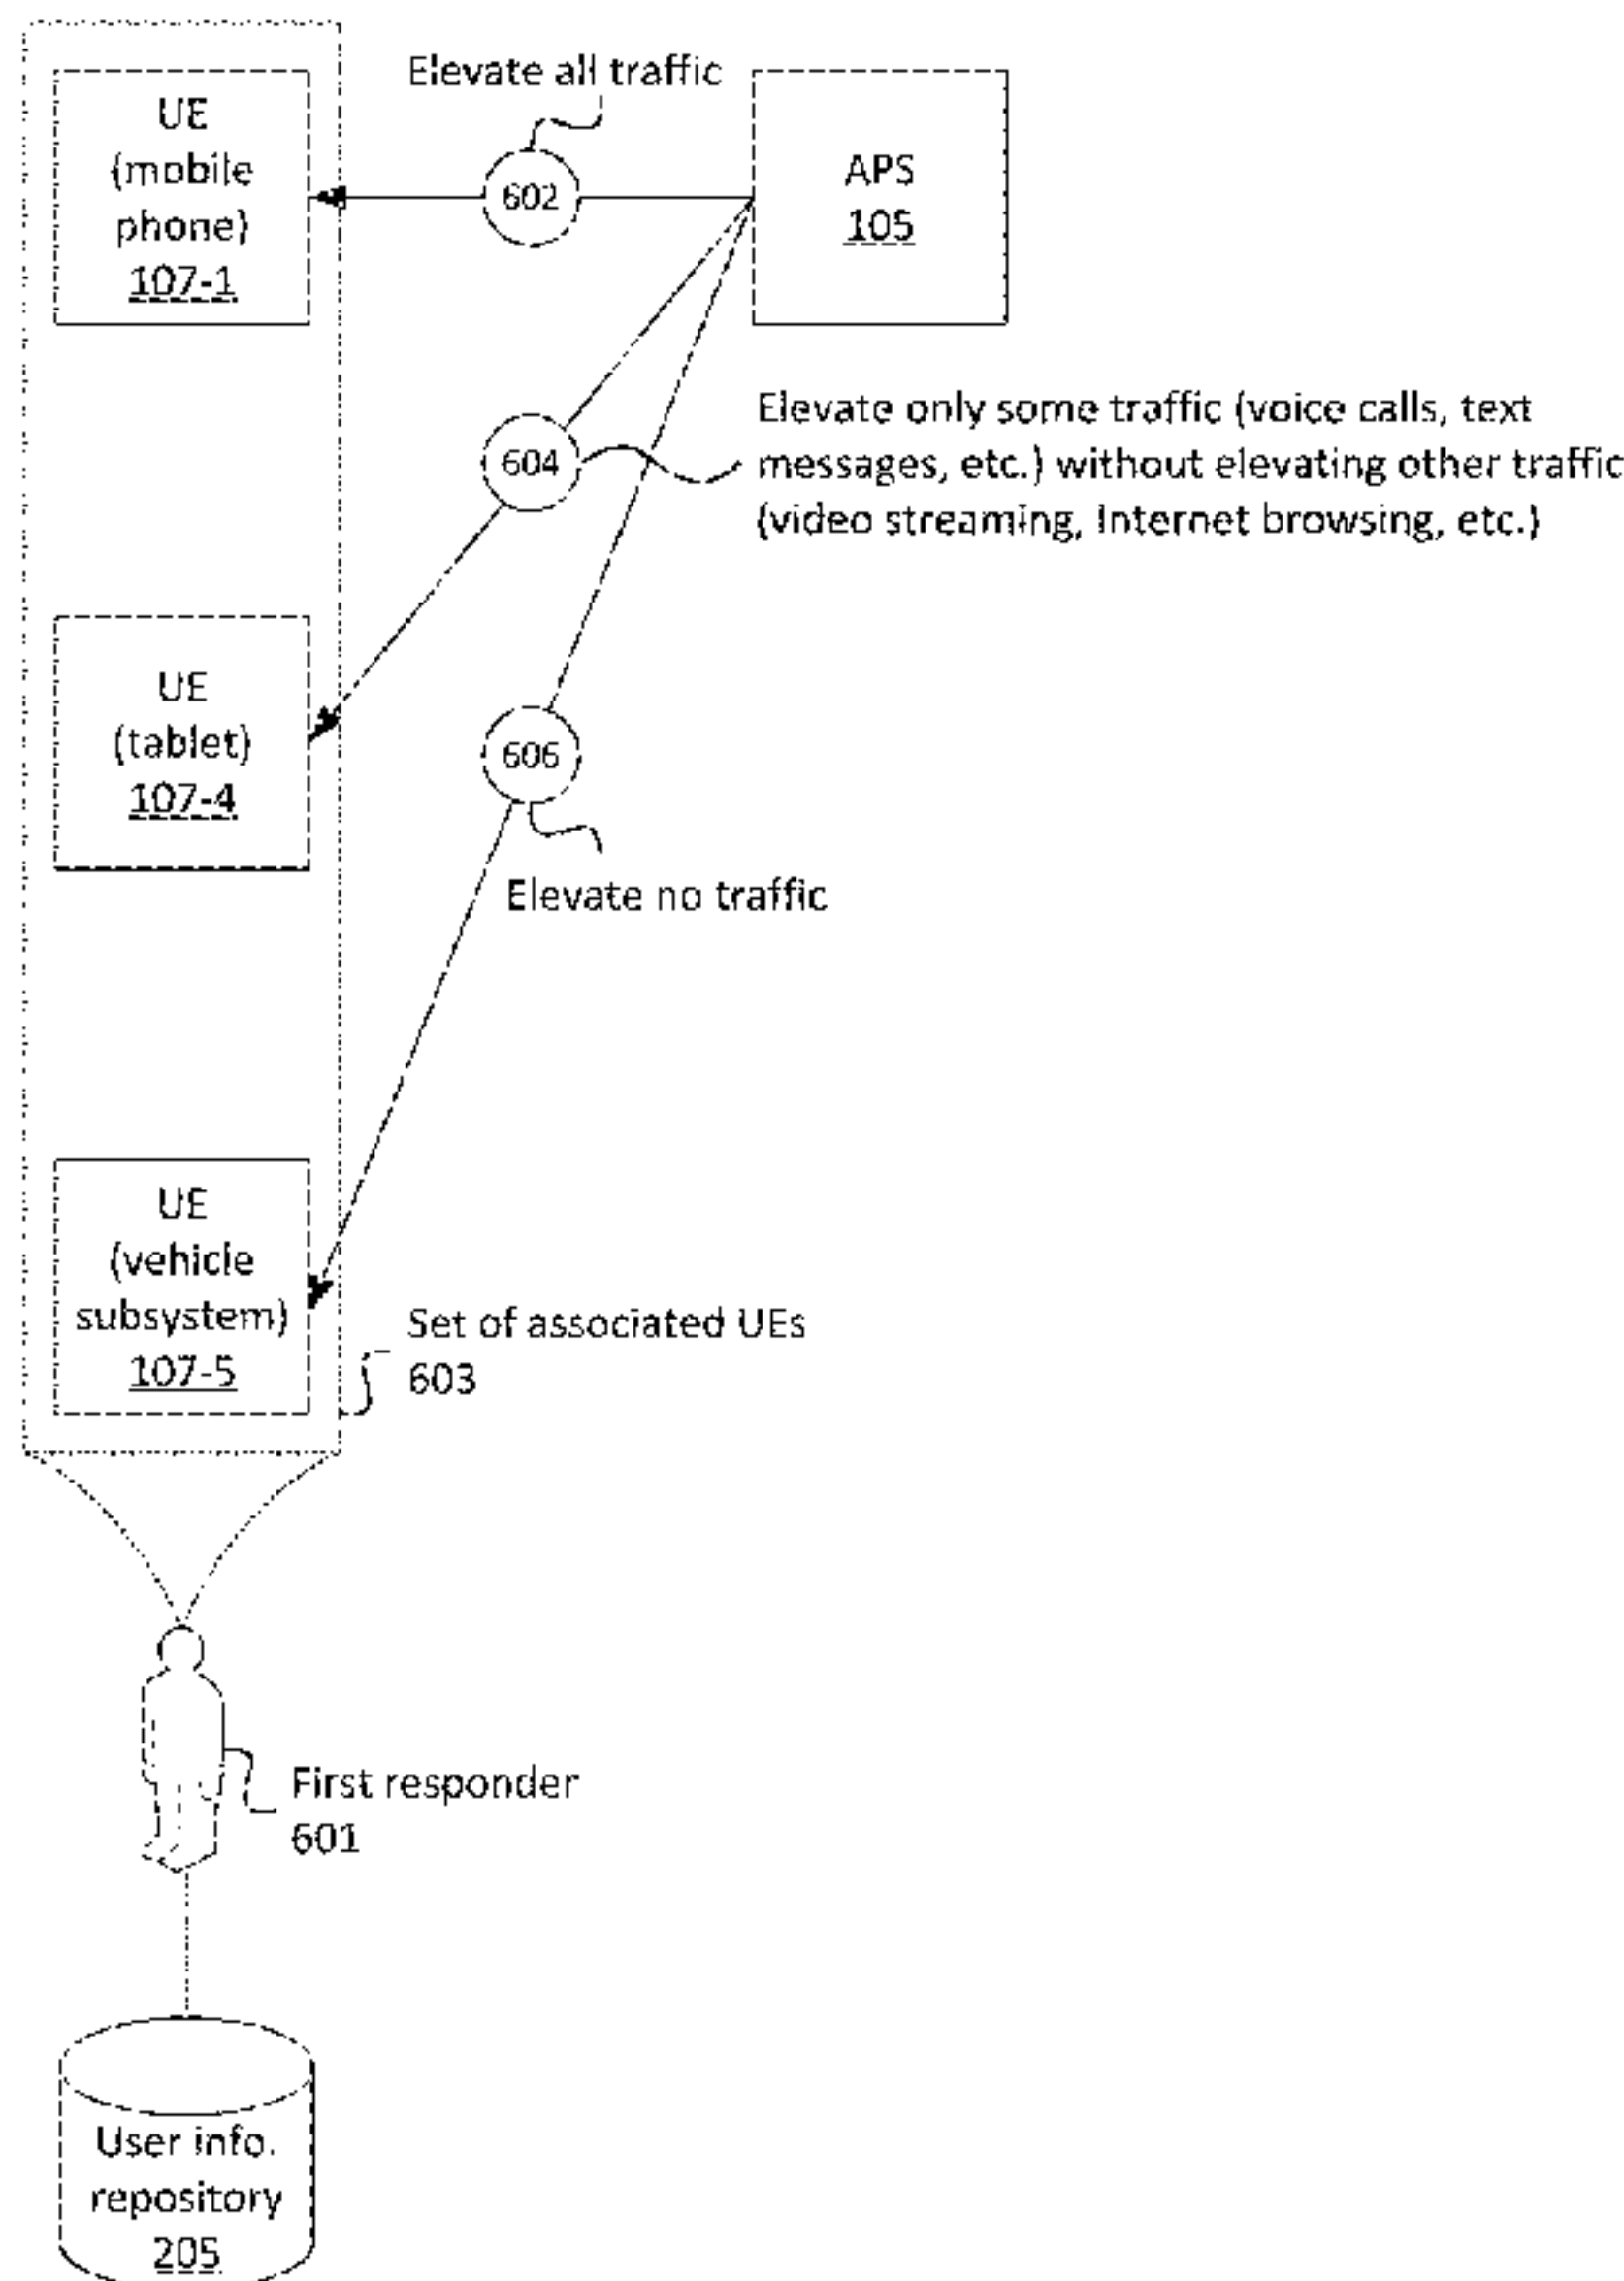 Elevate all traffic
UE
(mobile
phone)
107-1
602
APS
105
Elevate only some traffic (voice calls, text
messages, etc.) without elevating other traffic
(video streaming, Internet browsing, etc.)
604
UE
(tablet)
107-4
606
Elevate no traffic
UE
(vehicle
subsystem)
107-5
Set of associated UEs
603
First responder
601
User info.
repository
205